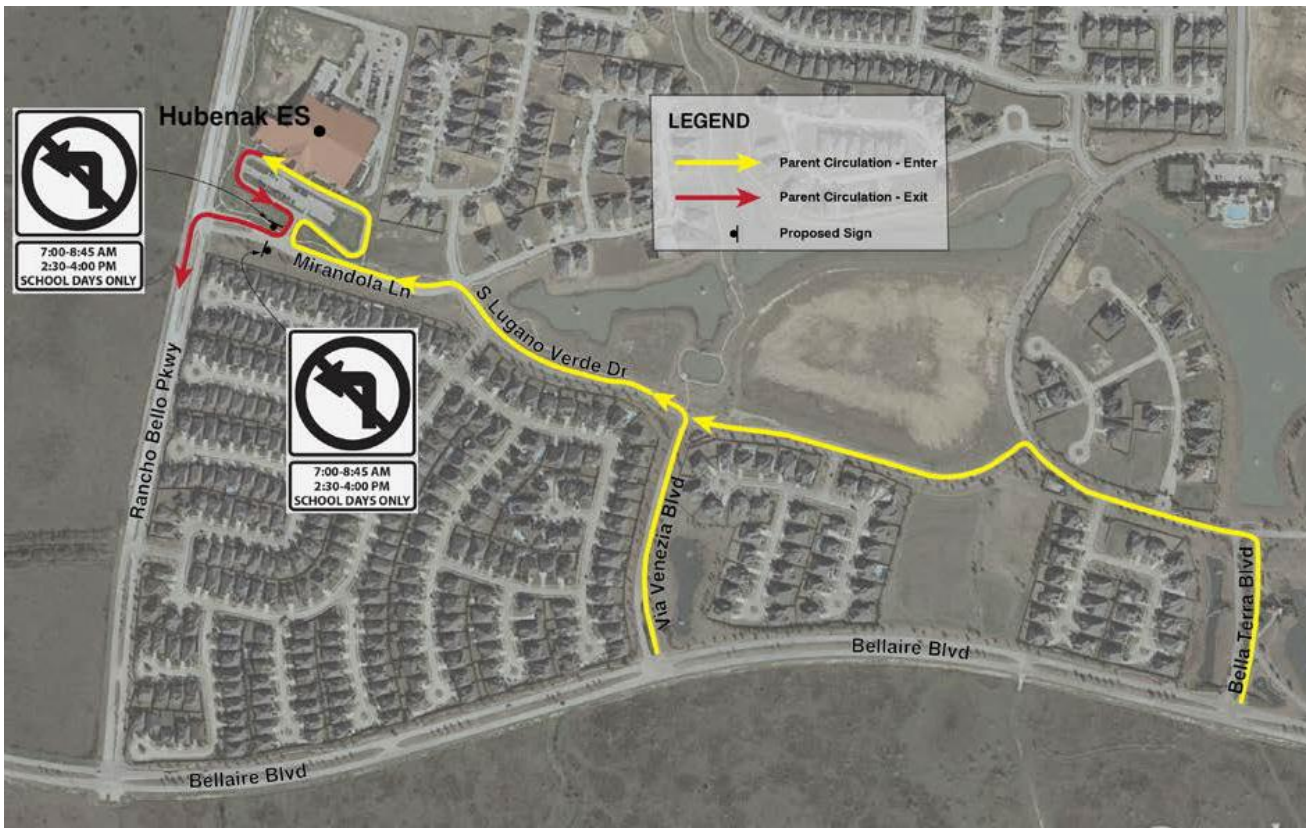 Hubenak ES
LEGEND
Parent Circulation - Enter
Parent Circulation - Exit
Proposed Sign
7:00-8:45 AM
2:30-4:00 PM
SCHOOL DAYS ONLY
Mirandola Ln
S Lugano Verde Dr
7:00-8:45 AM
2:30-4:00 PM
SCHOOL DAYS ONLY
Rancho Bello Pkwy
Via Venezia Blvd
Bella Terra Blvd
Bellaire Blvd
Bellaire Blvd